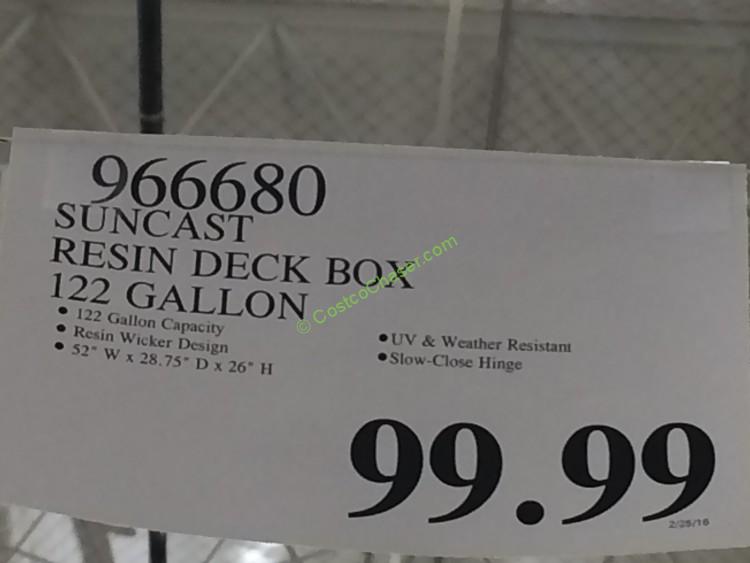 966680
SUNCAST
RESIN DECK BOX
122 GALLON
© CostcoChaser.com
• 122 Gallon Capacity
• Resin Wicker Design
• 52" W x 28.75" D x 26" H
• UV & Weather Resistant
• Slow-Close Hinge
99.99
2/25/16